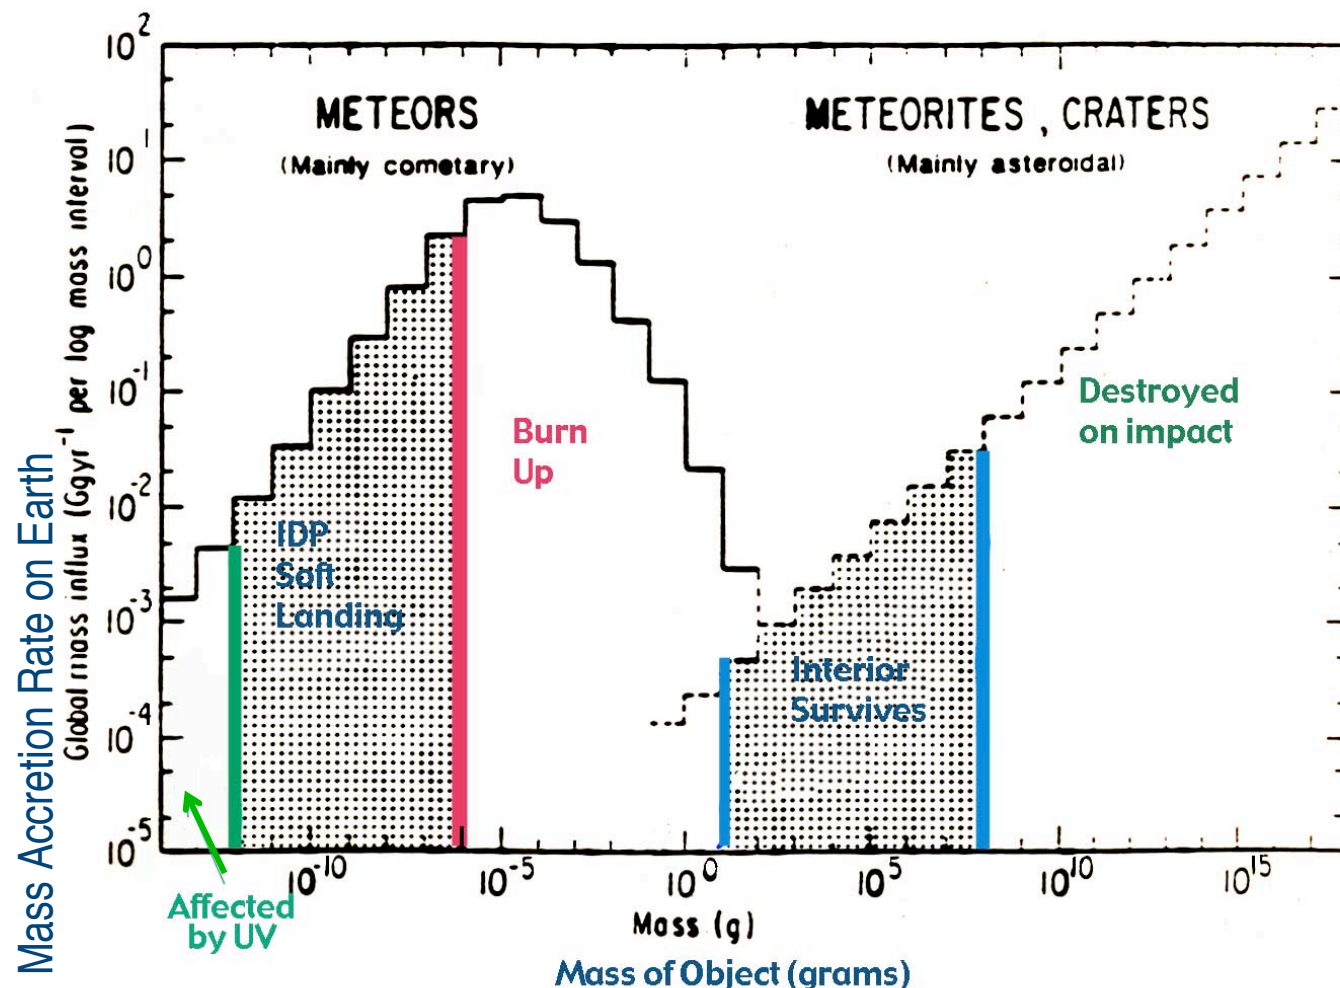 METEORS
(Mainly cometary)
METEORITES, CRATERS
(Mainly asteroidal)
Mass Accretion Rate on Earth
Global mass influx (Ggyr⁻¹ per log mass interval)
10²
10¹
10⁰
10⁻¹
10⁻²
10⁻³
10⁻⁴
10⁻⁵
Burn
Up
Destroyed
on impact
IDP
Soft
Landing
Interior
Survives
10⁻¹⁰
10⁻⁵
10⁰
10⁵
10¹⁰
10¹⁵
Affected
by UV
Mass (g)
Mass of Object (grams)